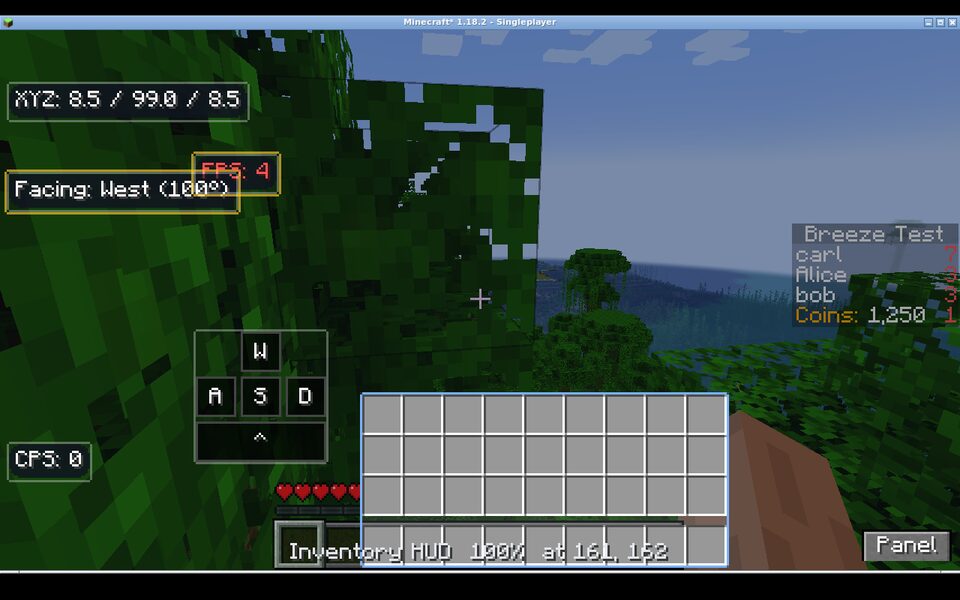 Minecraft* 1.18.2 - Singleplayer
XYZ: 8.5 / 99.0 / 8.5
FPS: 4
Facing: West (100°)
Breeze Test
carl 7
Alice
bob 3
Coins: 1,250 1
W
A S D
^
CPS: 0
Inventory HUD 100% at 161, 162
Panel